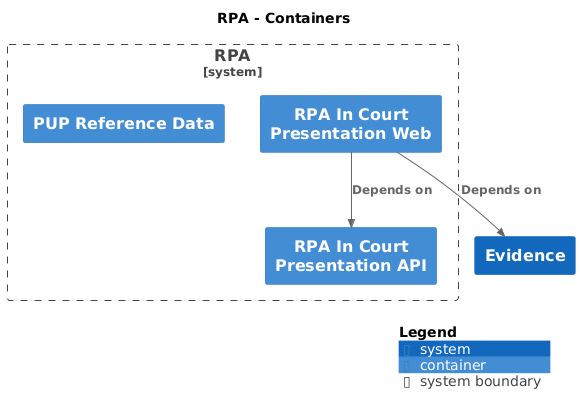 RPA - Containers
RPA
[system]
PUP Reference Data
RPA In Court
Presentation Web
Depends on
Depends on
RPA In Court
Presentation API
Evidence
Legend
system
container
system boundary